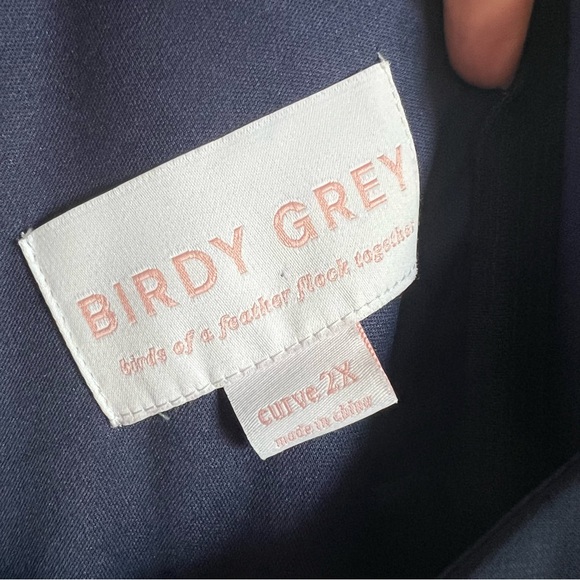 BIRDY GREY
birds of a feather flock together
curve 2X
made in china